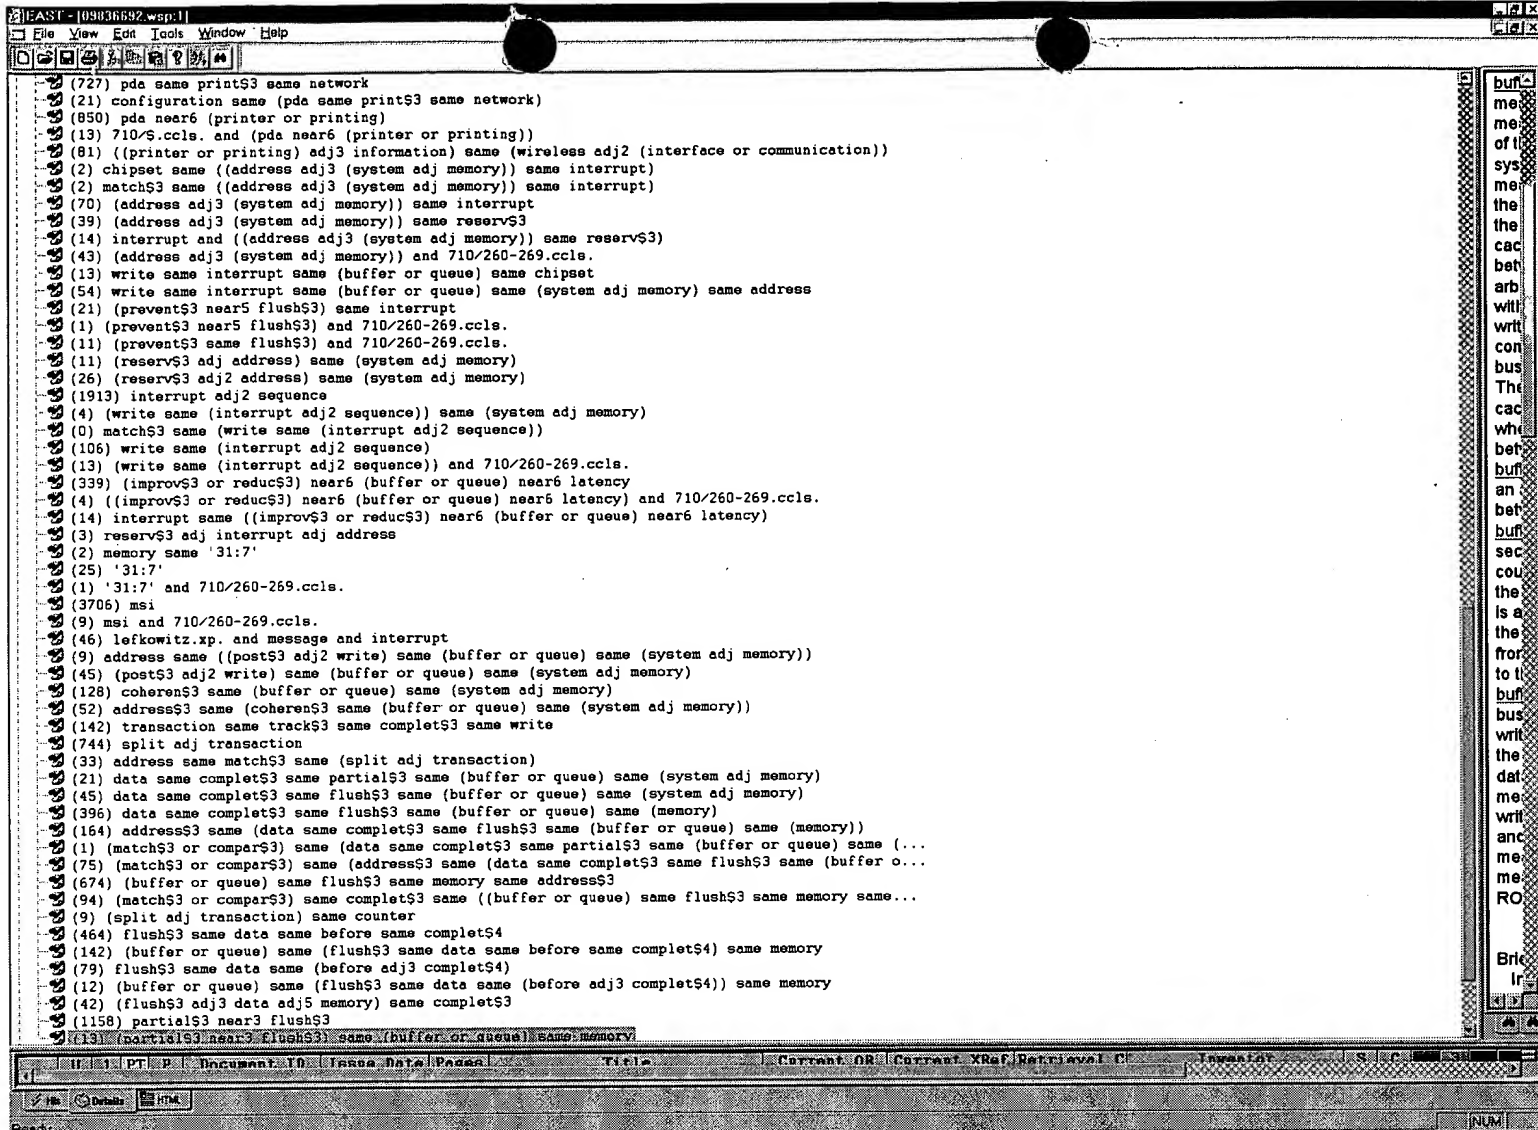 EAST - [09836692.wsp:1]
File View Edit Tools Window Help
(727) pda same print$3 same network
(21) configuration same (pda same print$3 same network)
(850) pda near6 (printer or printing)
(13) 710/$.ccls. and (pda near6 (printer or printing))
(81) ((printer or printing) adj3 information) same (wireless adj2 (interface or communication))
(2) chipset same ((address adj3 (system adj memory)) same interrupt)
(2) match$3 same ((address adj3 (system adj memory)) same interrupt)
(70) (address adj3 (system adj memory)) same interrupt
(39) (address adj3 (system adj memory)) same reserv$3
(14) interrupt and ((address adj3 (system adj memory)) same reserv$3)
(43) (address adj3 (system adj memory)) and 710/260-269.ccls.
(13) write same interrupt same (buffer or queue) same chipset
(54) write same interrupt same (buffer or queue) same (system adj memory) same address
(21) (prevent$3 near5 flush$3) same interrupt
(1) (prevent$3 near5 flush$3) and 710/260-269.ccls.
(11) (prevent$3 same flush$3) and 710/260-269.ccls.
(11) (reserv$3 adj address) same (system adj memory)
(26) (reserv$3 adj2 address) same (system adj memory)
(1913) interrupt adj2 sequence
(4) (write same (interrupt adj2 sequence)) same (system adj memory)
(0) match$3 same (write same (interrupt adj2 sequence))
(106) write same (interrupt adj2 sequence)
(13) (write same (interrupt adj2 sequence)) and 710/260-269.ccls.
(339) (improv$3 or reduc$3) near6 (buffer or queue) near6 latency
(4) ((improv$3 or reduc$3) near6 (buffer or queue) near6 latency) and 710/260-269.ccls.
(14) interrupt same ((improv$3 or reduc$3) near6 (buffer or queue) near6 latency)
(3) reserv$3 adj interrupt adj address
(2) memory same '31:7'
(25) '31:7'
(1) '31:7' and 710/260-269.ccls.
(3706) msi
(9) msi and 710/260-269.ccls.
(46) lefkowitz.xp. and message and interrupt
(9) address same ((post$3 adj2 write) same (buffer or queue) same (system adj memory))
(45) (post$3 adj2 write) same (buffer or queue) same (system adj memory)
(128) coheren$3 same (buffer or queue) same (system adj memory)
(52) address$3 same (coheren$3 same (buffer or queue) same (system adj memory))
(142) transaction same track$3 same complet$3 same write
(744) split adj transaction
(33) address same match$3 same (split adj transaction)
(21) data same complet$3 same partial$3 same (buffer or queue) same (system adj memory)
(45) data same complet$3 same flush$3 same (buffer or queue) same (system adj memory)
(396) data same complet$3 same flush$3 same (buffer or queue) same (memory)
(164) address$3 same (data same complet$3 same flush$3 same (buffer or queue) same (memory))
(1) (match$3 or compar$3) same (data same complet$3 same partial$3 same (buffer or queue) same (...
(75) (match$3 or compar$3) same (address$3 same (data same complet$3 same flush$3 same (buffer o...
(674) (buffer or queue) same flush$3 same memory same address$3
(94) (match$3 or compar$3) same complet$3 same ((buffer or queue) same flush$3 same memory same...
(9) (split adj transaction) same counter
(464) flush$3 same data same before same complet$4
(142) (buffer or queue) same (flush$3 same data same before same complet$4) same memory
(79) flush$3 same data same (before adj3 complet$4)
(12) (buffer or queue) same (flush$3 same data same (before adj3 complet$4)) same memory
(42) (flush$3 adj3 data adj5 memory) same complet$3
(1158) partial$3 near3 flush$3
(13) (partial$3 near3 flush$3) same (buffer or queue) same memory
U 1 PT P Document ID Issue Date Pages Title Current OR Current XRef Retrieval Cl Inventor S C
Hits Details HTML
Ready NUM